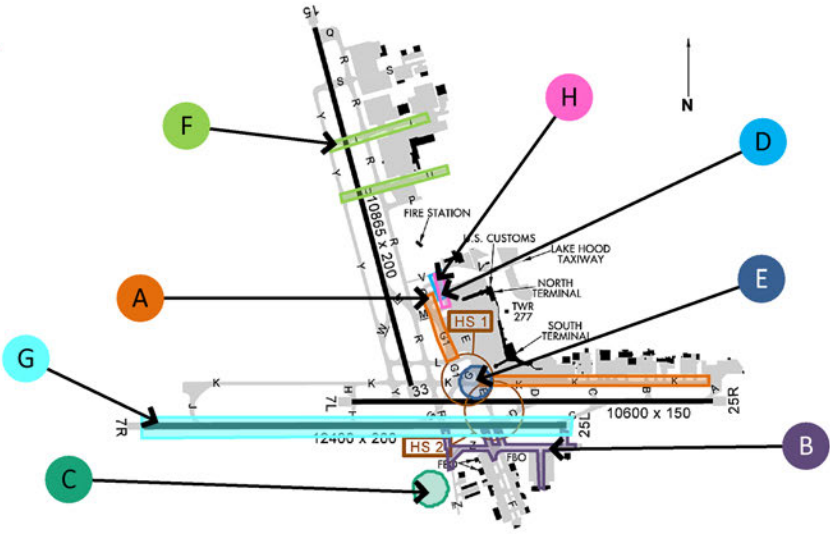 15
Q
R
S
S
R
H
F
Y
R
D
Y
R
P
N
10865 x 200
FIRE STATION
R
U.S. CUSTOMS
LAKE HOOD
TAXIWAY
V
V
Y
E
NORTH
TERMINAL
A
M
HS 1
TWR
277
M
R
G1
E
SOUTH
TERMINAL
G
L
K
K
Y
33
K
G
D
K
K
B
K
A
H
C
B
J
7L
10600 x 150
25R
7R
12400 x 200
25L
G
HS 2
B
FBO
C
Z
F